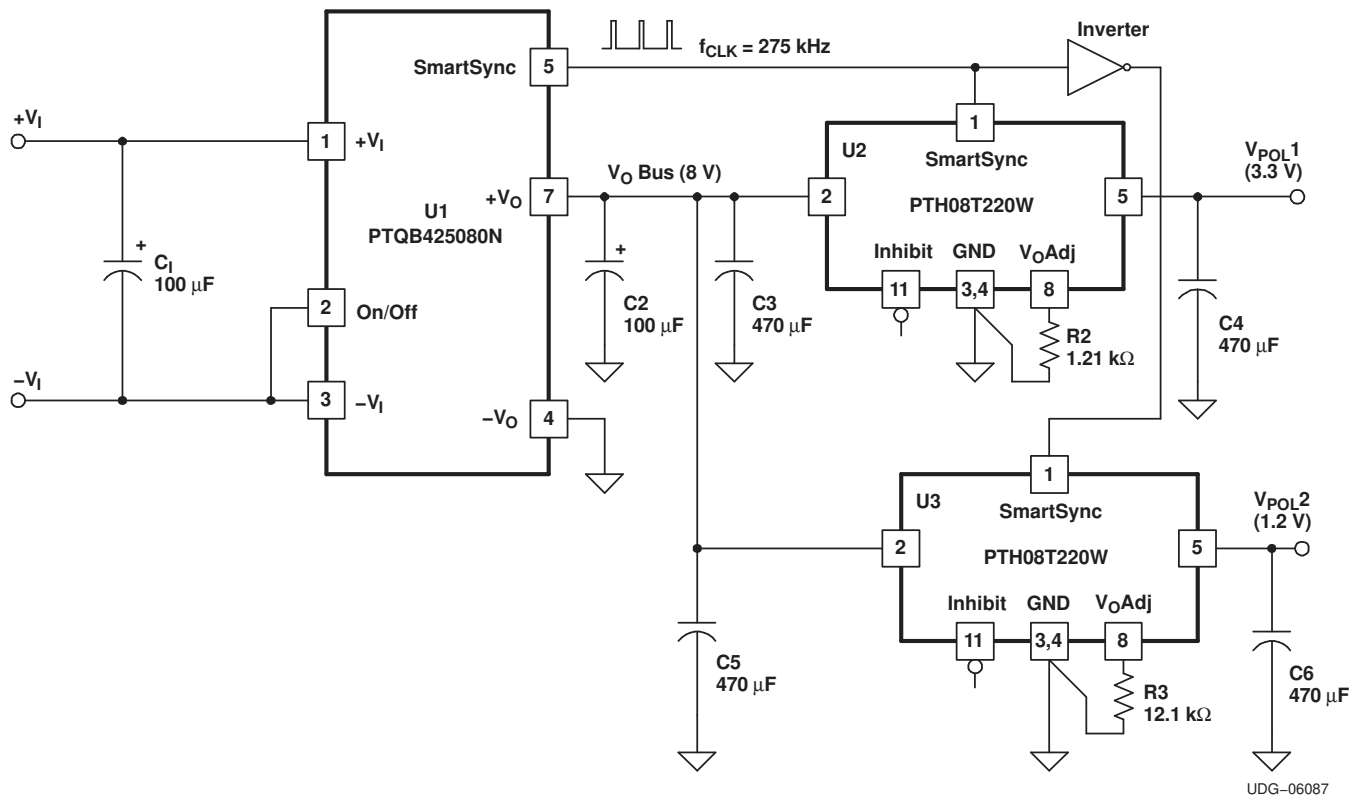 SmartSync
5
fCLK = 275 kHz
Inverter
+VI
1
+VI
U2
1
SmartSync
VPOL1
(3.3 V)
VO Bus (8 V)
+VO
7
2
PTH08T220W
5
U1
PTQB425080N
CI
100 μF
+
2
On/Off
+
C2
100 μF
C3
470 μF
Inhibit
GND
VOAdj
11
3,4
8
R2
1.21 kΩ
C4
470 μF
−VI
3
−VI
−VO
4
U3
1
SmartSync
VPOL2
(1.2 V)
2
PTH08T220W
5
Inhibit
GND
VOAdj
11
3,4
8
C5
470 μF
R3
12.1 kΩ
C6
470 μF
UDG−06087